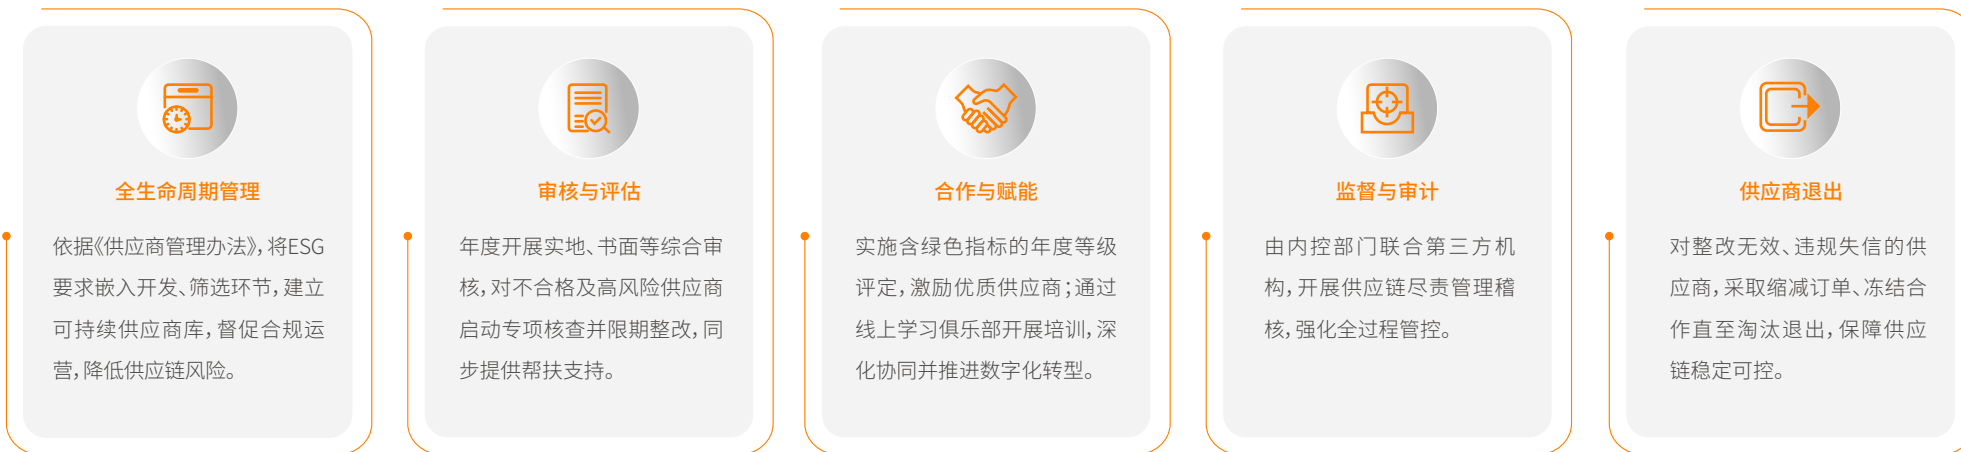 全生命周期管理
依据《供应商管理办法》，将ESG
要求嵌入开发、筛选环节，建立
可持续供应商库，督促合规运
营，降低供应链风险。
审核与评估
年度开展实地、书面等综合审
核，对不合格及高风险供应商
启动专项核查并限期整改，同
步提供帮扶支持。
合作与赋能
实施含绿色指标的年度等级
评定，激励优质供应商；通过
线上学习俱乐部开展培训，深
化协同并推进数字化转型。
监督与审计
由内控部门联合第三方机
构，开展供应链尽责管理稽
核，强化全过程管控。
供应商退出
对整改无效、违规失信的供
应商，采取缩减订单、冻结合
作直至淘汰退出，保障供应
链稳定可控。